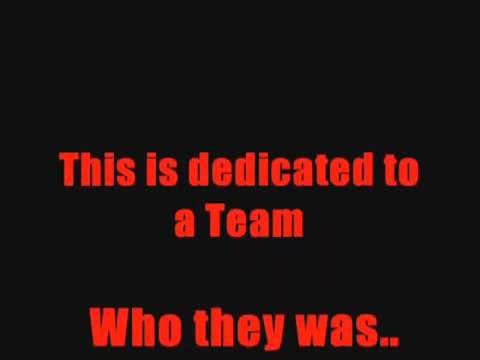 This is dedicated to
a Team
Who they was..